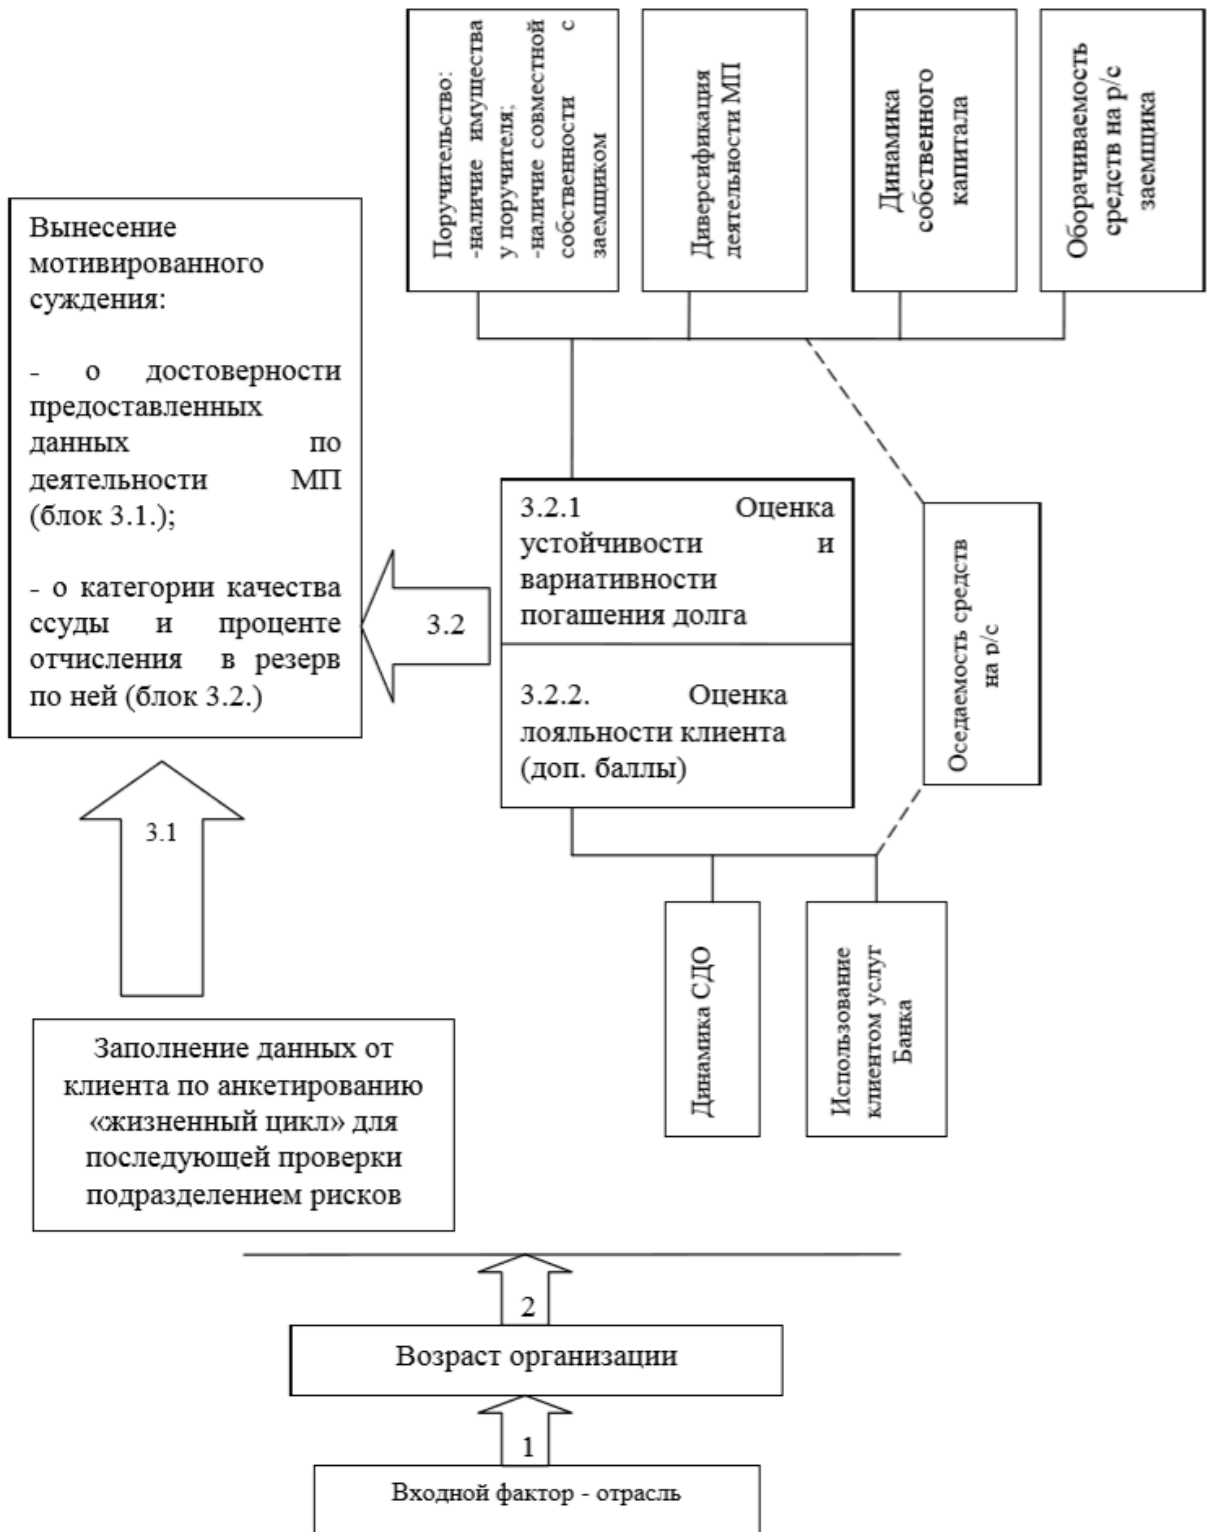 Поручительство:
-наличие имущества
у поручителя;
-наличие совместной
собственности с
заемщиком
Диверсификация
деятельности МП
Динамика
собственного
капитала
Оборачиваемость
средств на р/с
заемщика
Вынесение
мотивированного
суждения:
- о достоверности
предоставленных
данных по
деятельности МП
(блок 3.1.);
- о категории качества
ссуды и проценте
отчисления в резерв
по ней (блок 3.2.)
3.2
3.2.1 Оценка
устойчивости и
вариативности
погашения долга
3.2.2. Оценка
лояльности клиента
(доп. баллы)
Оседаемость средств
на р/с
3.1
Динамика СДО
Использование
клиентом услуг
Банка
Заполнение данных от
клиента по анкетированию
«жизненный цикл» для
последующей проверки
подразделением рисков
2
Возраст организации
1
Входной фактор - отрасль